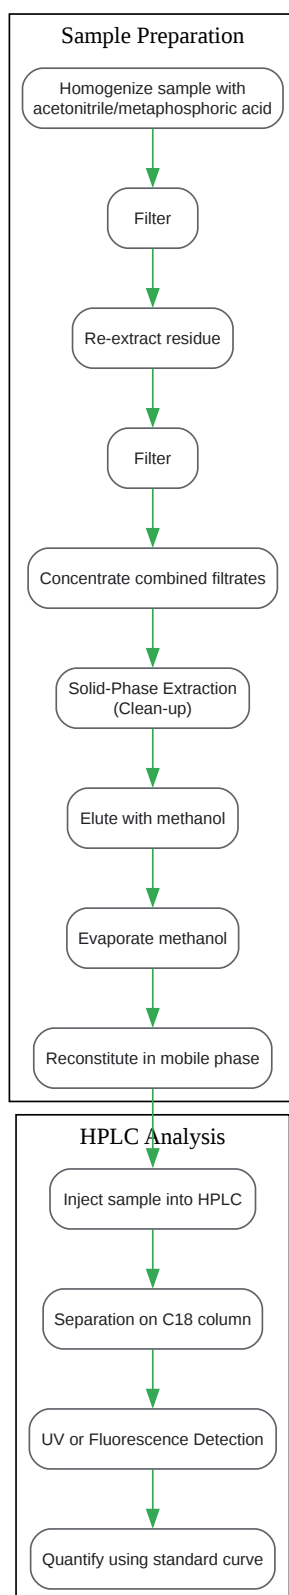 Sample Preparation
Homogenize sample with
acetonitrile/metaphosphoric acid
Filter
Re-extract residue
Filter
Concentrate combined filtrates
Solid-Phase Extraction
(Clean-up)
Elute with methanol
Evaporate methanol
Reconstitute in mobile phase
HPLC Analysis
Inject sample into HPLC
Separation on C18 column
UV or Fluorescence Detection
Quantify using standard curve